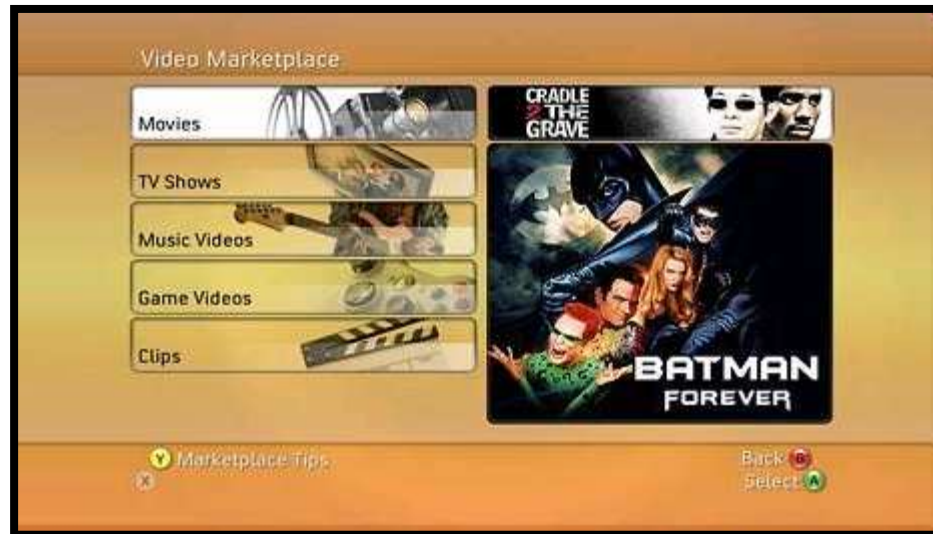 Video Marketplace
Movies
TV Shows
Music Videos
Game Videos
Clips
CRADLE
2 THE
GRAVE
BATMAN
FOREVER
Y Marketplace Tips
X
Back B
Select A